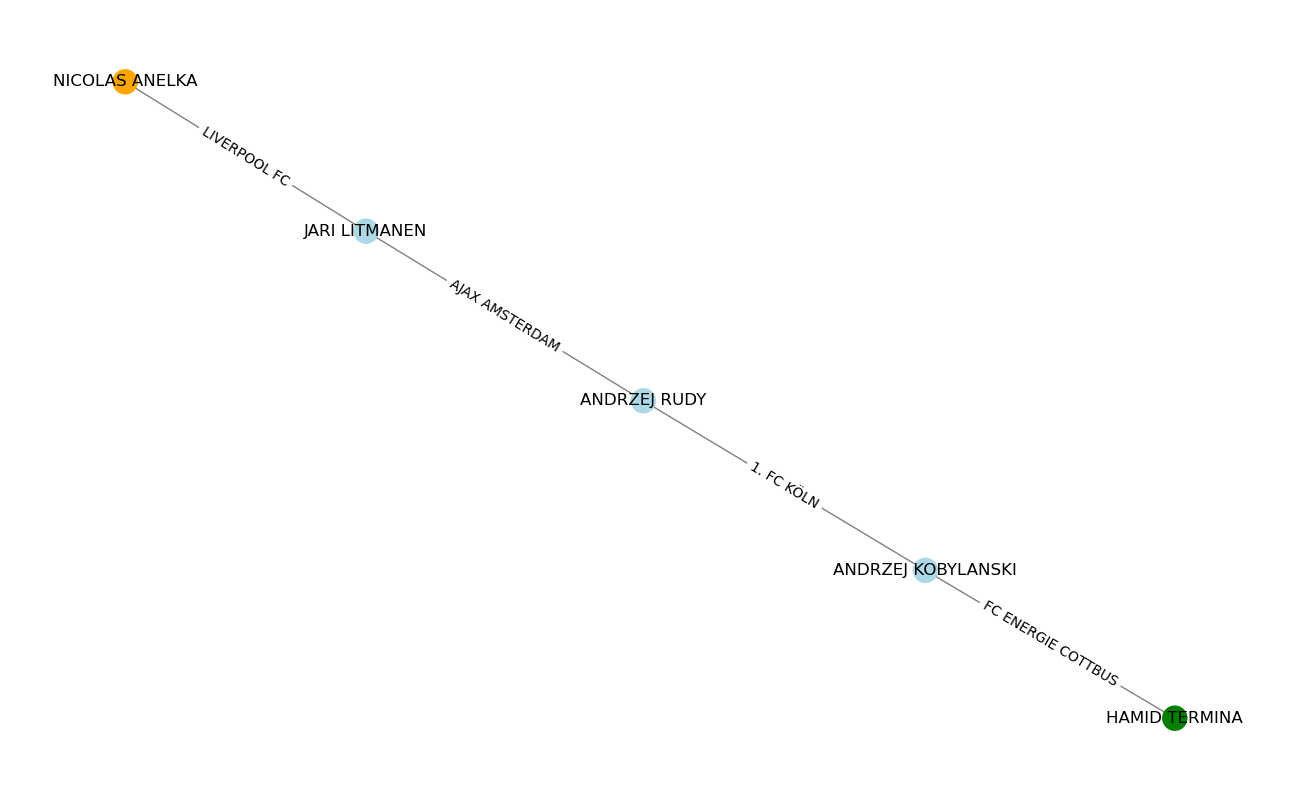 NICOLAS ANELKA
LIVERPOOL FC
JARI LITMANEN
AJAX AMSTERDAM
ANDRZEJ RUDY
1. FC KÖLN
ANDRZEJ KOBYLANSKI
FC ENERGIE COTTBUS
HAMID TERMINA